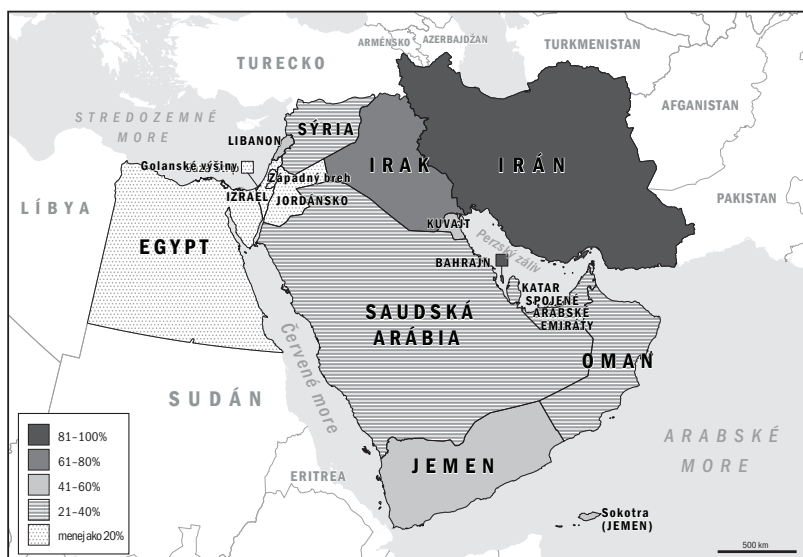 ARMÉNSKO
AZERBAJDŽAN
TURKMENISTAN
TURECKO
AFGANISTAN
STREDOZEMNÉ
MORE
SÝRIA
LIBANON
IRAK
IRÁN
Golanské výšiny
Západný breh
PAKISTAN
IZRAEL
JORDÁNSKO
LÍBYA
KUVAJT
EGYPT
Perzský záliv
BAHRAJN
KATAR
SPOJENÉ
ARABSKÉ
EMIRÁTY
SAUDSKÁ
ARÁBIA
Červené more
OMAN
SUDÁN
ARABSKÉ
MORE
JEMEN
ERITREA
Sokotra
(JEMEN)
81–100%
61–80%
41–60%
21–40%
menej ako 20%
500 km